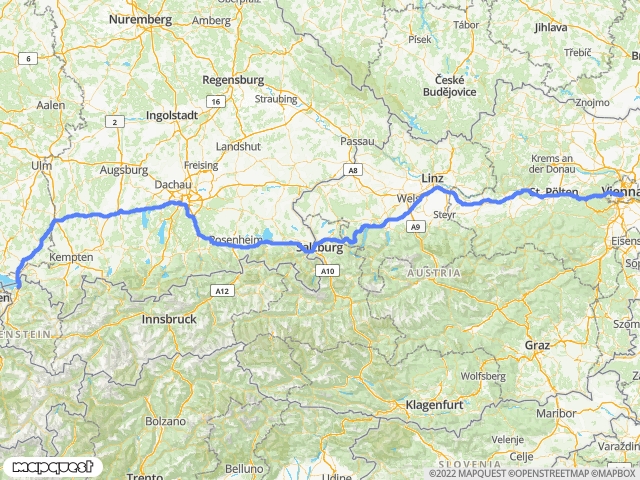 Nuremberg
Amberg
Oberpfalz
Tábor
Jihlava
Písek
Třebíč
6
Regensburg
České
Budějovice
Aalen
16
Straubing
Znojmo
Ingolstadt
2
Passau
Landshut
Ulm
Freising
A8
Linz
Krems an
der Donau
Augsburg
Dachau
Wels
St. Pölten
Vienna
Steyr
A9
Rosenheim
Salzburg
Eisens
Kempten
A10
AUSTRIA
en
A12
Innsbruck
ENSTEIN
Szom
Graz
Wolfsberg
Klagenfurt
Bolzano
Maribor
Velenje
Varaždin
Celje
Belluno
SLOVENIA
Trento
Udine
mapquest
©2022 MAPQUEST ©OPENSTREETMAP ©MAPBOX